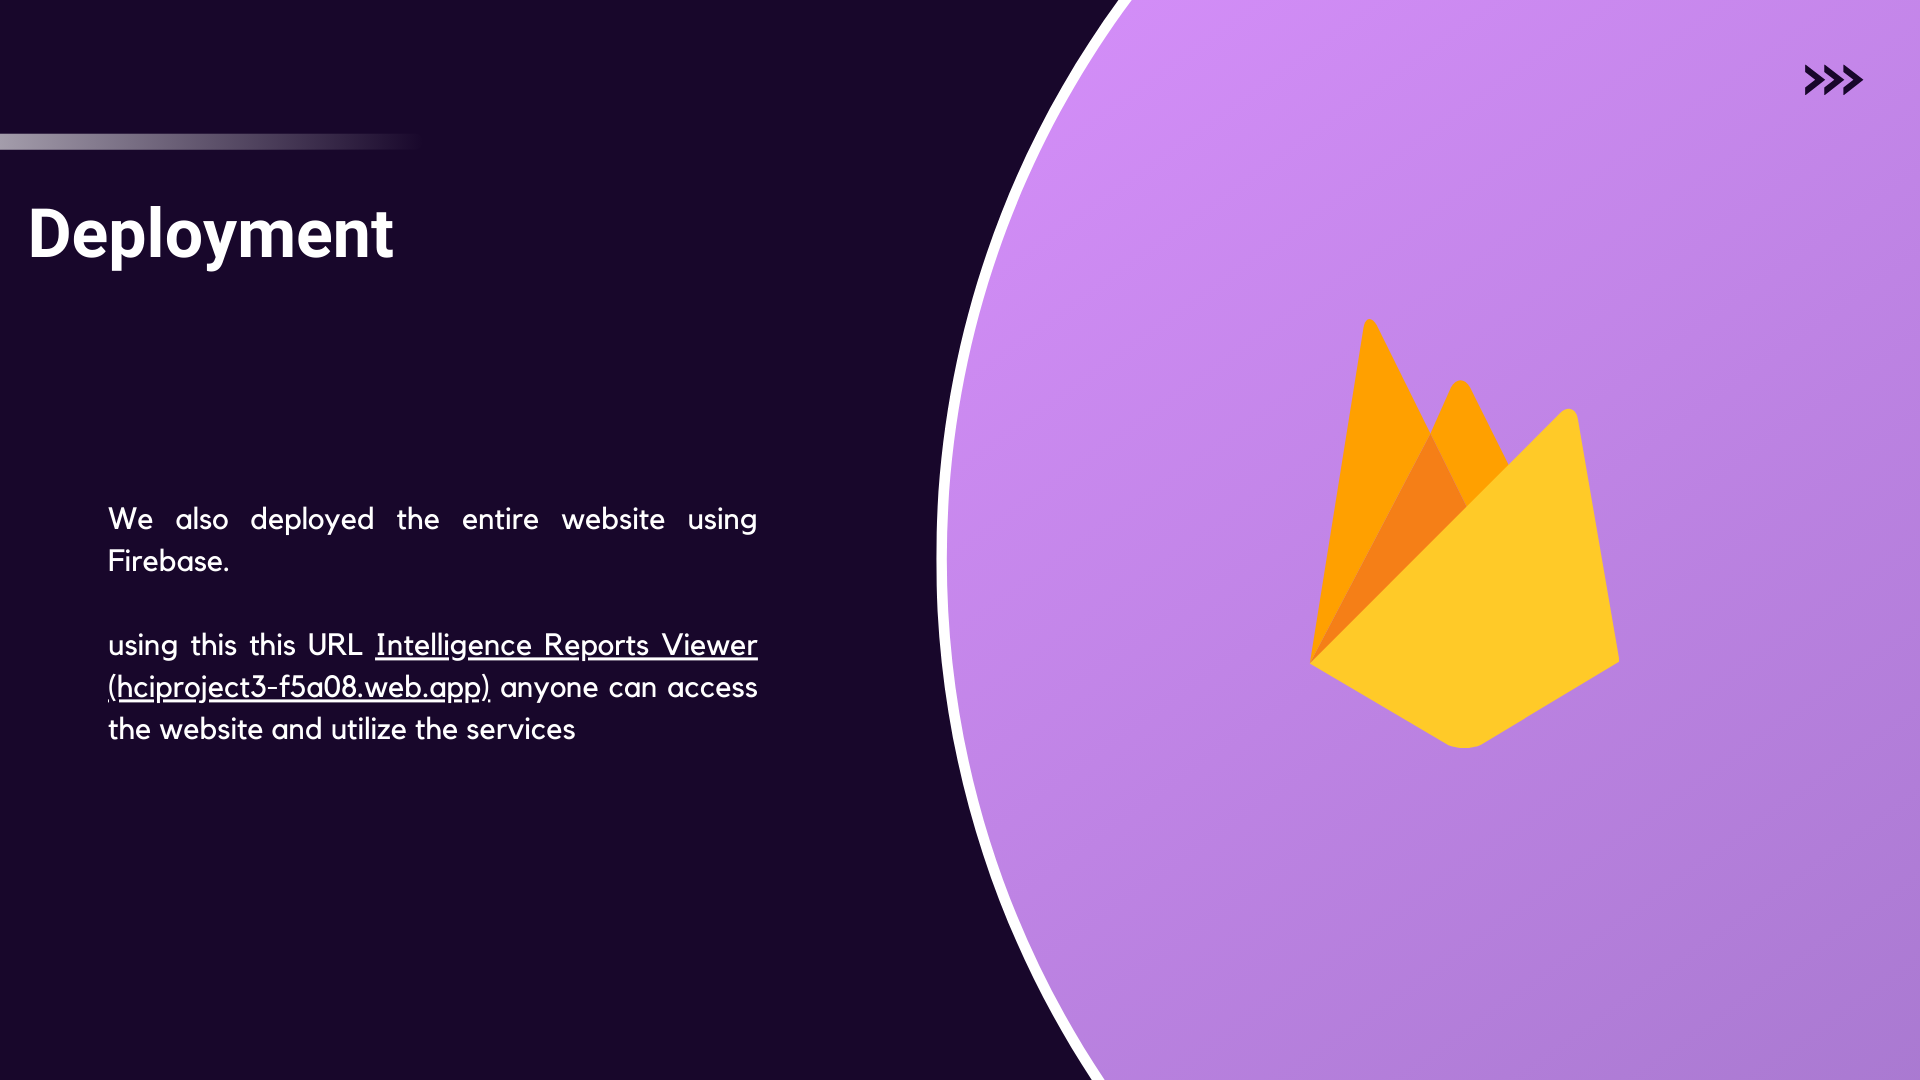 Deployment
We also deployed the entire website using
Firebase.
using this this URL Intelligence Reports Viewer
(hciproject3-f5a08.web.app) anyone can access
the website and utilize the services